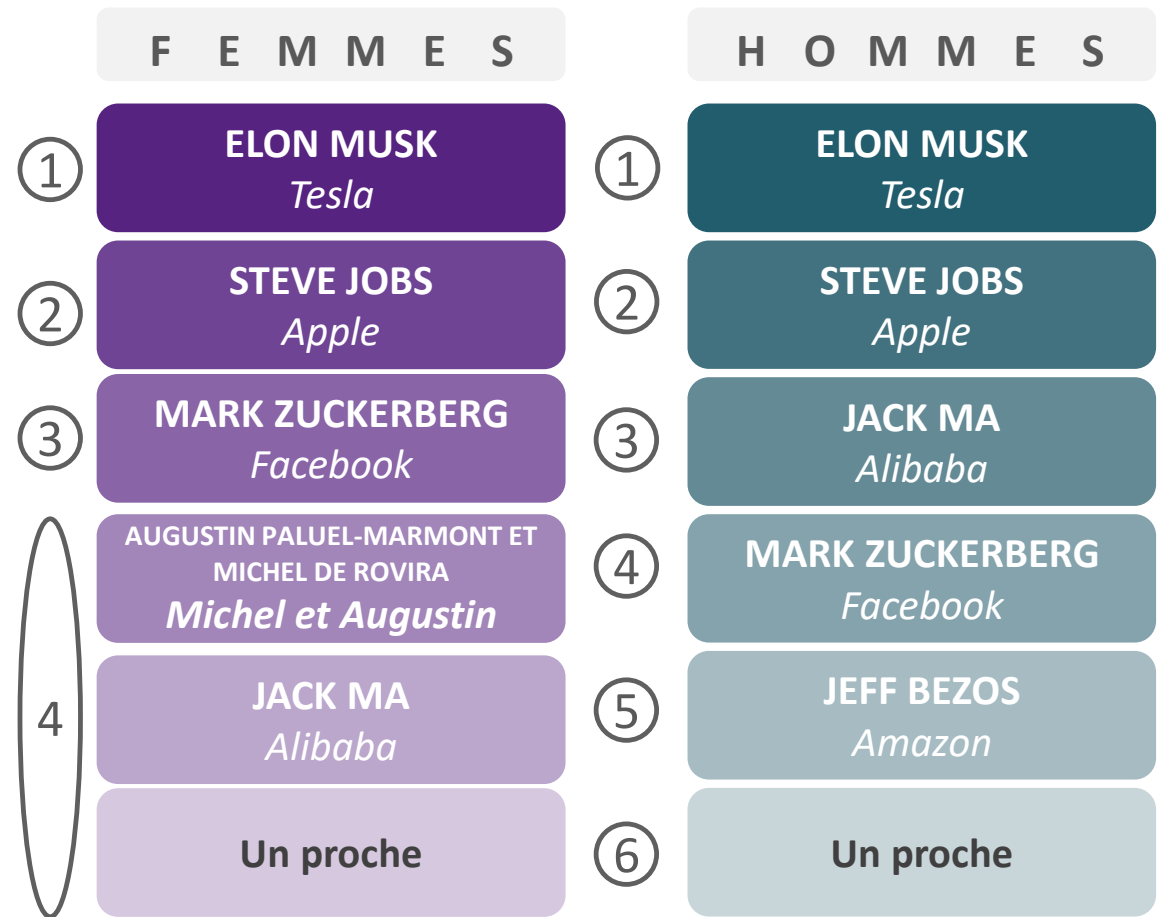 FEMMES
1
ELON MUSK
Tesla
2
STEVE JOBS
Apple
3
MARK ZUCKERBERG
Facebook
4
AUGUSTIN PALUEL-MARMONT ET
MICHEL DE ROVIRA
Michel et Augustin
JACK MA
Alibaba
Un proche
HOMMES
1
ELON MUSK
Tesla
2
STEVE JOBS
Apple
3
JACK MA
Alibaba
4
MARK ZUCKERBERG
Facebook
5
JEFF BEZOS
Amazon
6
Un proche